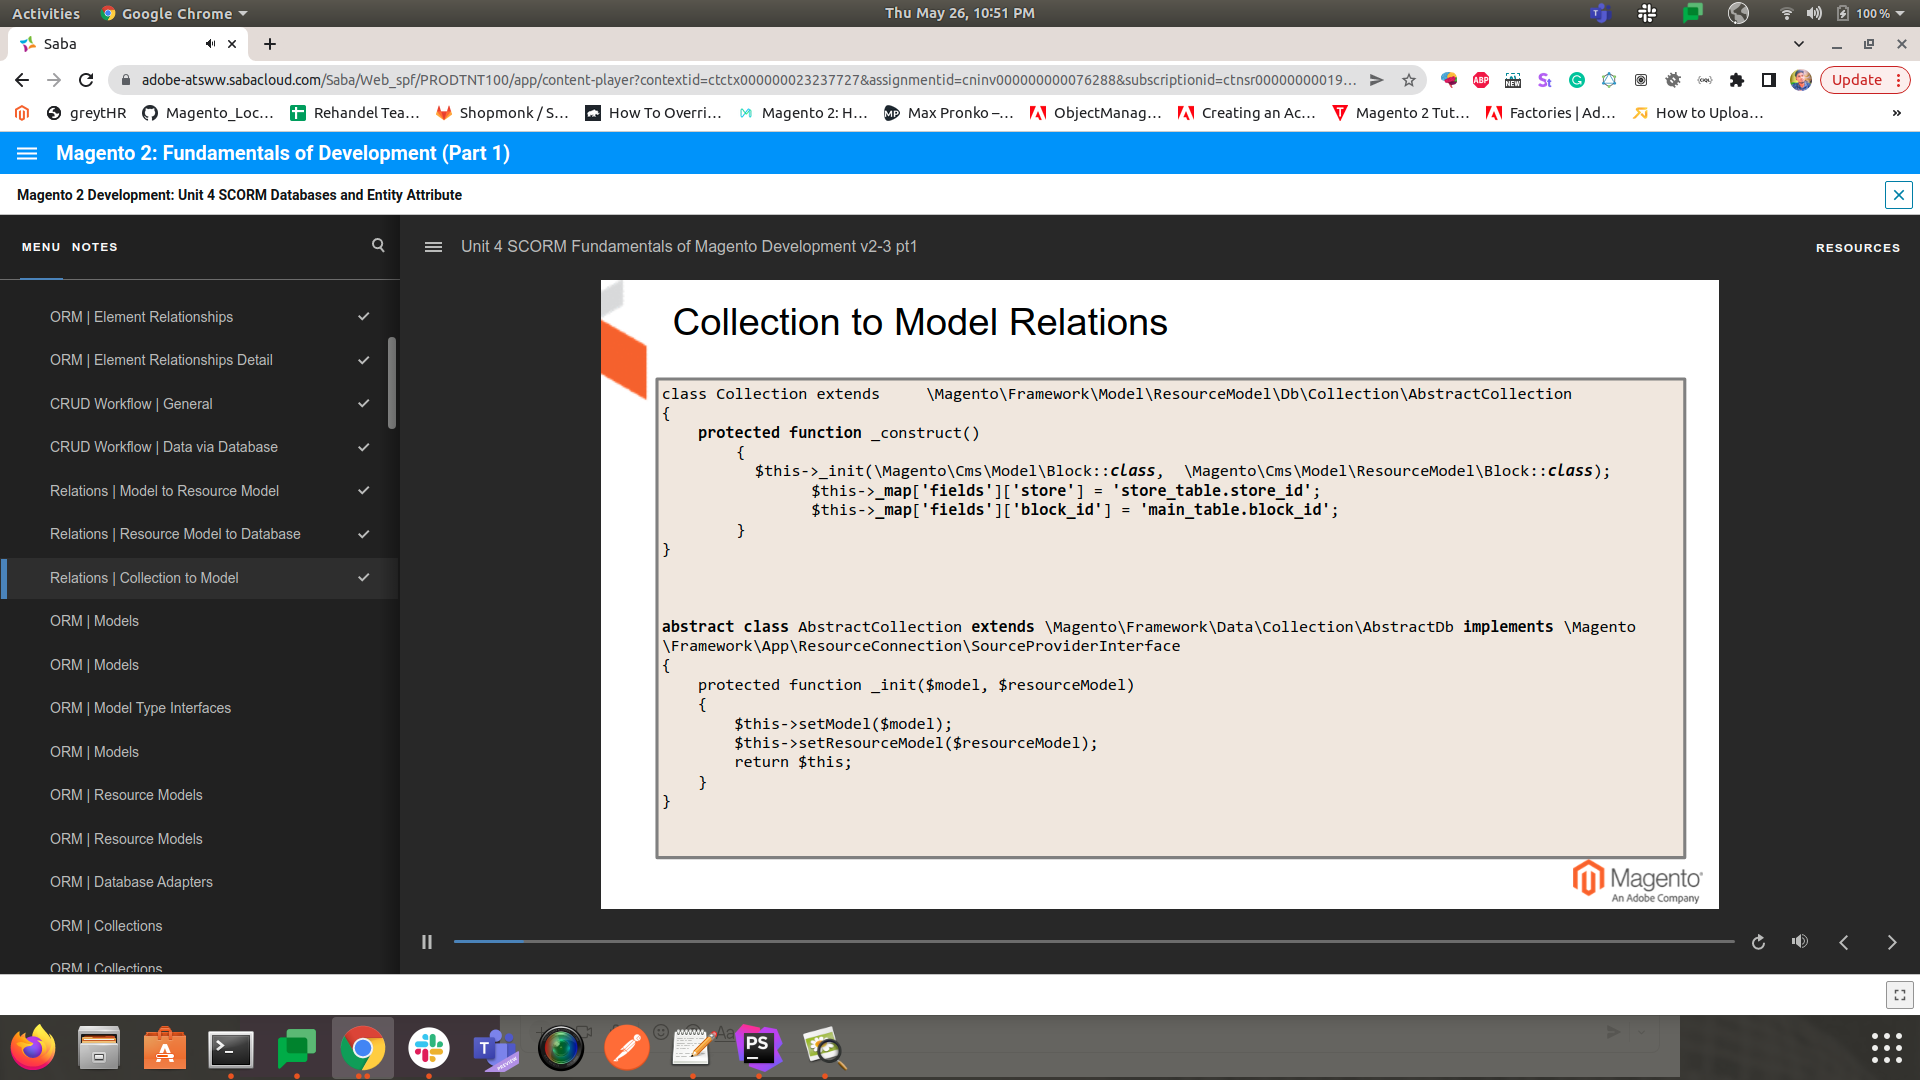 Activities
Google Chrome
Thu May 26, 10:51 PM
100 %
Saba
adobe-atsww.sabacloud.com/Saba/Web_spf/PRODTNT100/app/content-player?contextid=ctctx000000023237727&assignmentid=cninv000000000076288&subscriptionid=ctnsr00000000019...
Update
greytHR
Magento_Loc...
Rehandel Tea...
Shopmonk / S...
How To Overri...
Magento 2: H...
Max Pronko –...
ObjectManag...
Creating an Ac...
Magento 2 Tut...
Factories | Ad...
How to Uploa...
»
Magento 2: Fundamentals of Development (Part 1)
Magento 2 Development: Unit 4 SCORM Databases and Entity Attribute
MENU NOTES
Unit 4 SCORM Fundamentals of Magento Development v2-3 pt1
RESOURCES
ORM | Element Relationships
ORM | Element Relationships Detail
CRUD Workflow | General
CRUD Workflow | Data via Database
Relations | Model to Resource Model
Relations | Resource Model to Database
Relations | Collection to Model
ORM | Models
ORM | Models
ORM | Model Type Interfaces
ORM | Models
ORM | Resource Models
ORM | Resource Models
ORM | Database Adapters
ORM | Collections
ORM | Collections
Collection to Model Relations
class Collection extends \Magento\Framework\Model\ResourceModel\Db\Collection\AbstractCollection
{
protected function _construct()
{
$this->_init(\Magento\Cms\Model\Block::class, \Magento\Cms\Model\ResourceModel\Block::class);
$this->_map['fields']['store'] = 'store_table.store_id';
$this->_map['fields']['block_id'] = 'main_table.block_id';
}
}
abstract class AbstractCollection extends \Magento\Framework\Data\Collection\AbstractDb implements \Magento
\Framework\App\ResourceConnection\SourceProviderInterface
{
protected function _init($model, $resourceModel)
{
$this->setModel($model);
$this->setResourceModel($resourceModel);
return $this;
}
}
Magento
An Adobe Company